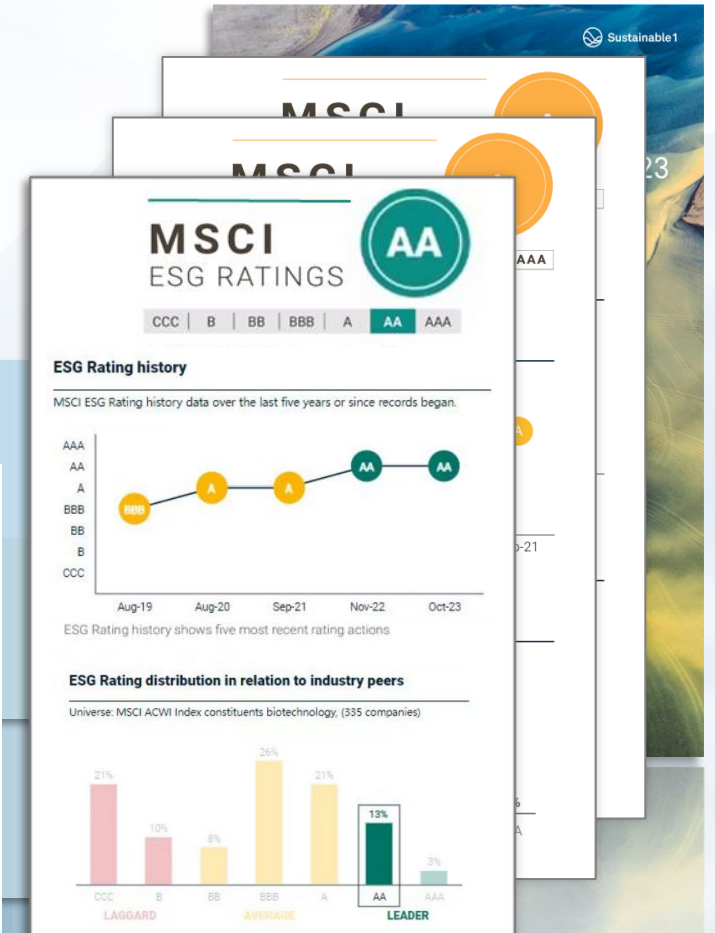 Sustainable1
MSCI
23
MSCI
AAA
MSCI
ESG RATINGS
AA
CCC | B | BB | BBB | A AA AAA
ESG Rating history
MSCI ESG Rating history data over the last five years or since records began.
AAA
AA
A
BBB
BB
B
CCC
BBB
A
A
AA
AA
Aug-19 Aug-20 Sep-21 Nov-22 Oct-23
ESG Rating history shows five most recent rating actions
ESG Rating distribution in relation to industry peers
Universe: MSCI ACWI Index constituents biotechnology, (335 companies)
21% 10% 8% 26% 21% 13% 3%
CCC B BB BBB A AA AAA
LAGGARD AVERAGE LEADER
A
-21
%
A